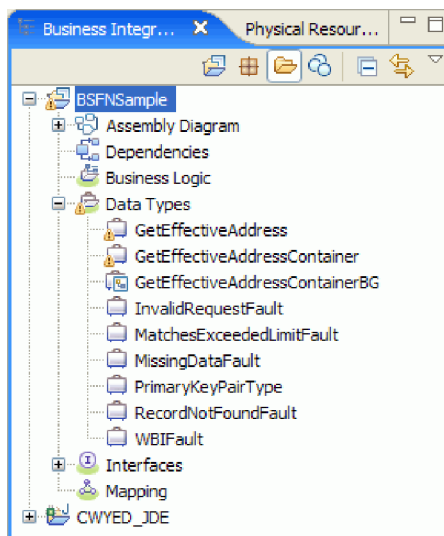 Business Integr... Physical Resour...
BSFNSample
Assembly Diagram
Dependencies
Business Logic
Data Types
GetEffectiveAddress
GetEffectiveAddressContainer
GetEffectiveAddressContainerBG
InvalidRequestFault
MatchesExceededLimitFault
MissingDataFault
PrimaryKeyPairType
RecordNotFoundFault
WBIFault
Interfaces
Mapping
CWYED_JDE